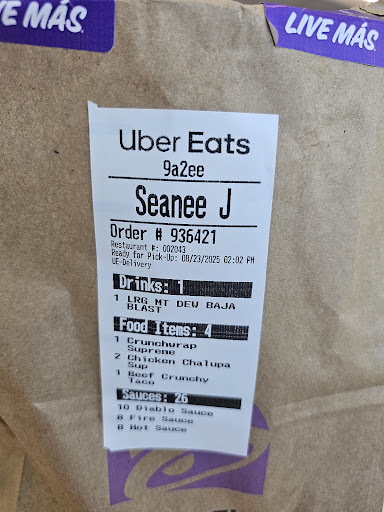 E MÁS
LIVE MÁS
Uber Eats
9a2ee
Seanee J
Order # 936421
Restaurant #: 002043
Ready for Pick-Up: 08/23/2025 02:02 PM
UE-Delivery
Drinks: 1
1 LRG MT DEW BAJA
BLAST
Food Items: 4
1 Crunchwrap
Supreme
2 Chicken Chalupa
Sup
1 Beef Crunchy
Taco
Sauces: 26
10 Diablo Sauce
8 Fire Sauce
8 Hot Sauce